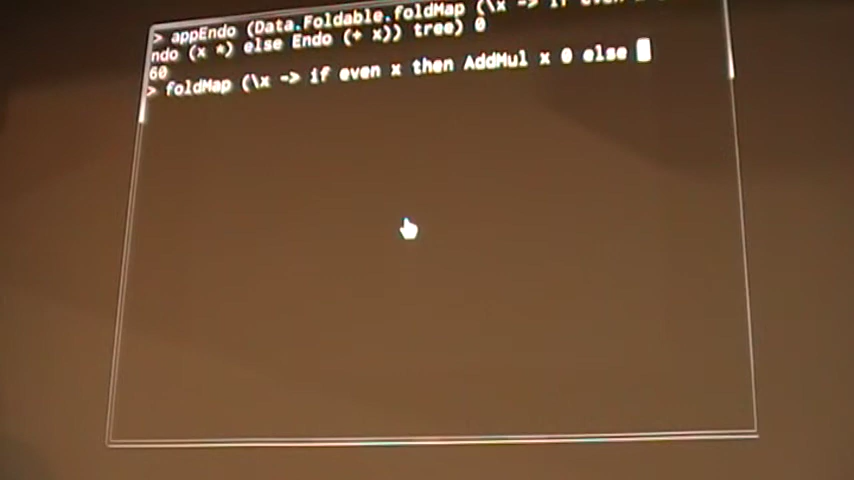 > appEndo (Data.Foldable.foldMap (\x -> if even
ndo (x *) else Endo (+ x)) tree) 0
60
> foldMap (\x -> if even x then AddMul x 0 else